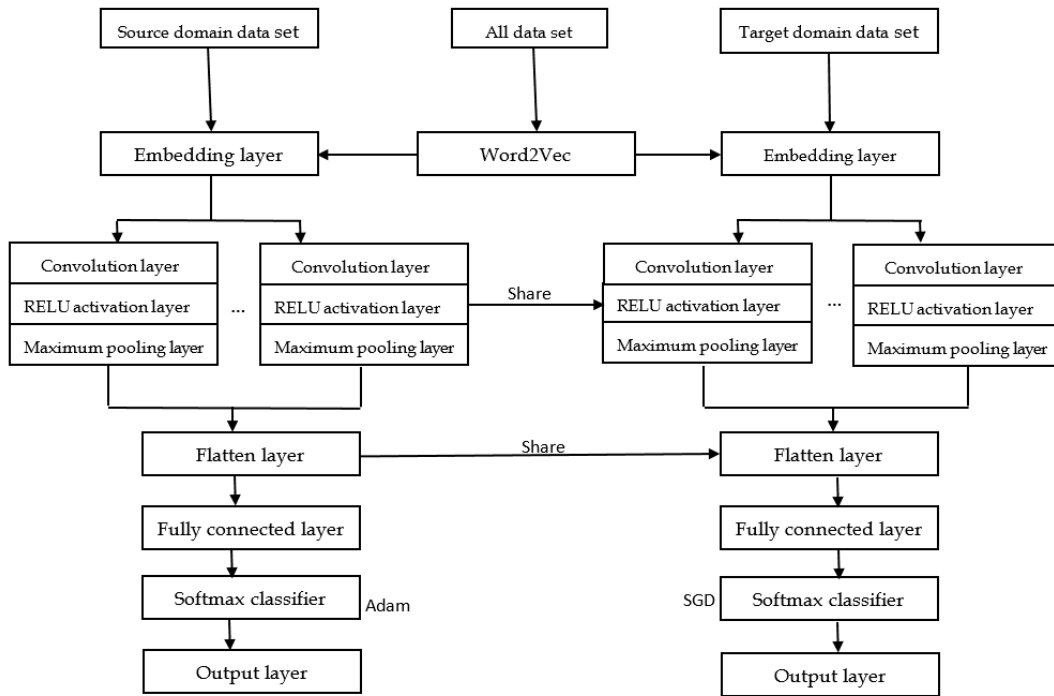 Source domain data set
All data set
Target domain data set
Embedding layer
Word2Vec
Embedding layer
Convolution layer
RELU activation layer
Maximum pooling layer
...
Convolution layer
RELU activation layer
Maximum pooling layer
Share
Convolution layer
RELU activation layer
Maximum pooling layer
...
Convolution layer
RELU activation layer
Maximum pooling layer
Flatten layer
Share
Flatten layer
Fully connected layer
Fully connected layer
Softmax classifier
Adam
SGD
Softmax classifier
Output layer
Output layer